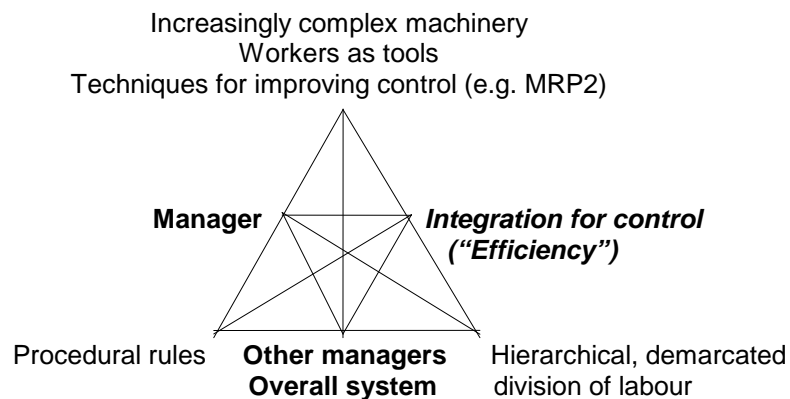 Increasingly complex machinery
Workers as tools
Techniques for improving control (e.g. MRP2)
Manager
Integration for control
(“Efficiency”)
Procedural rules
Other managers
Overall system
Hierarchical, demarcated
division of labour